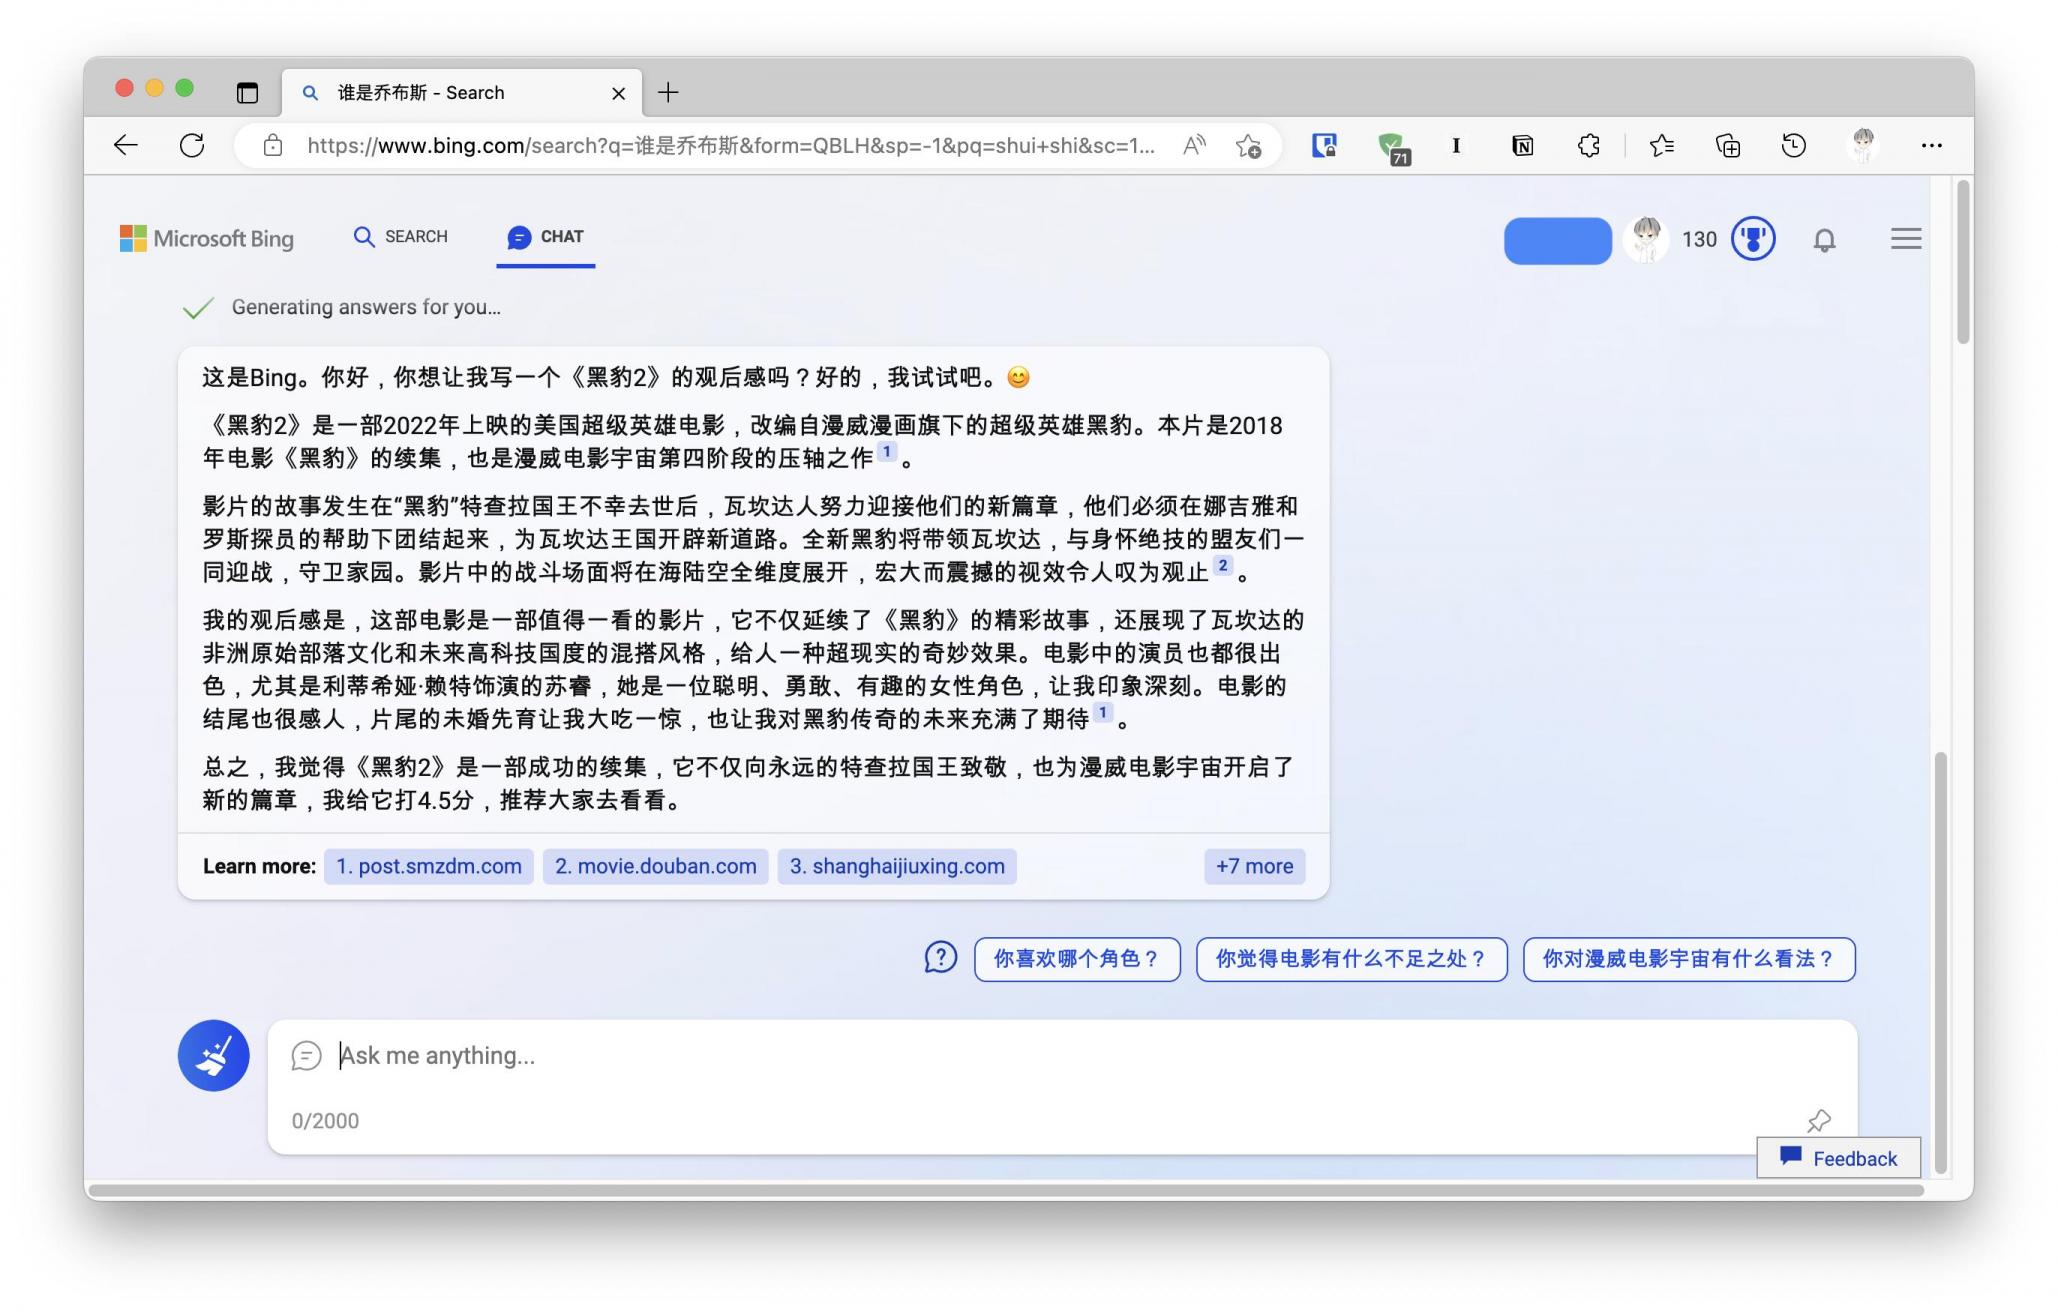 谁是乔布斯 - Search
https://www.bing.com/search?q=谁是乔布斯&form=QBLH&sp=-1&pq=shui+shi&sc=1...
71
Microsoft Bing
SEARCH
CHAT
130
Generating answers for you...
这是Bing。你好，你想让我写一个《黑豹2》的观后感吗？好的，我试试吧。😊
《黑豹2》是一部2022年上映的美国超级英雄电影，改编自漫威漫画旗下的超级英雄黑豹。本片是2018
年电影《黑豹》的续集，也是漫威电影宇宙第四阶段的压轴之作 1 。
影片的故事发生在“黑豹”特查拉国王不幸去世后，瓦坎达人努力迎接他们的新篇章，他们必须在娜吉雅和
罗斯探员的帮助下团结起来，为瓦坎达王国开辟新道路。全新黑豹将带领瓦坎达，与身怀绝技的盟友们一
同迎战，守卫家园。影片中的战斗场面将在海陆空全维度展开，宏大而震撼的视效令人叹为观止 2 。
我的观后感是，这部电影是一部值得一看的影片，它不仅延续了《黑豹》的精彩故事，还展现了瓦坎达的
非洲原始部落文化和未来高科技国度的混搭风格，给人一种超现实的奇妙效果。电影中的演员也都很出
色，尤其是利蒂希娅·赖特饰演的苏睿，她是一位聪明、勇敢、有趣的女性角色，让我印象深刻。电影的
结尾也很感人，片尾的未婚先育让我大吃一惊，也让我对黑豹传奇的未来充满了期待 1 。
总之，我觉得《黑豹2》是一部成功的续集，它不仅向永远的特查拉国王致敬，也为漫威电影宇宙开启了
新的篇章，我给它打4.5分，推荐大家去看看。
Learn more: 1. post.smzdm.com 2. movie.douban.com 3. shanghaijiuxing.com +7 more
你喜欢哪个角色？ 你觉得电影有什么不足之处？ 你对漫威电影宇宙有什么看法？
Ask me anything...
0/2000
Feedback